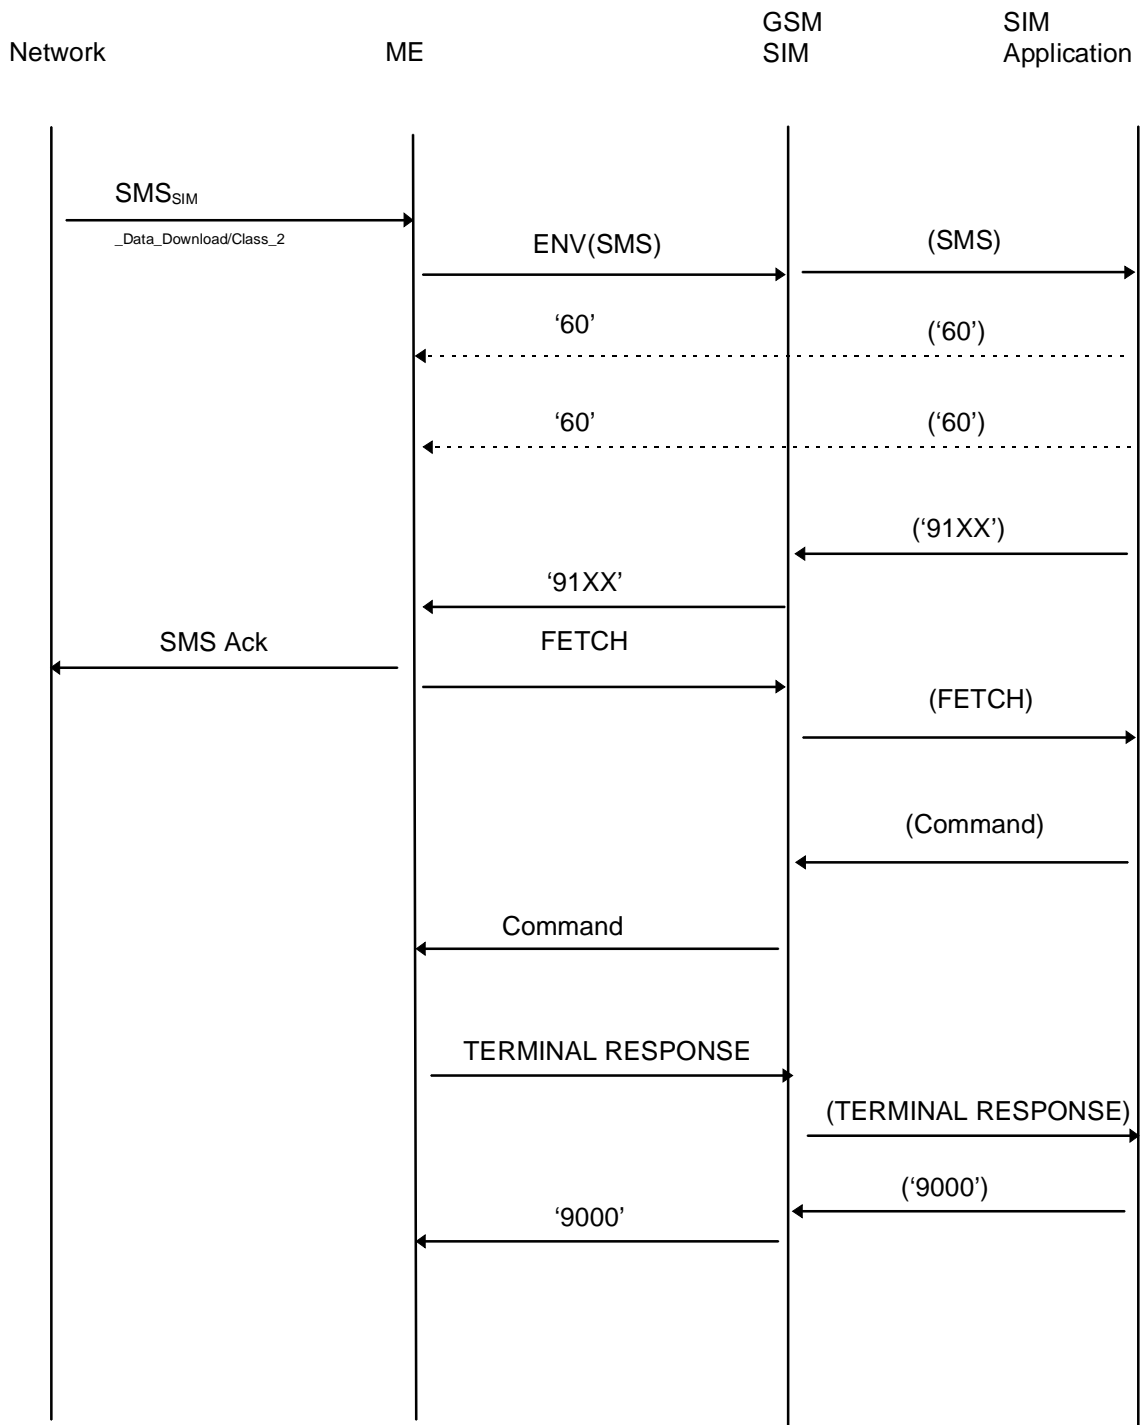 GSM
SIM
SIM
Application
Network
ME
SMSSIM
_Data_Download/Class_2
ENV(SMS)
(SMS)
‘60’
(‘60’)
‘60’
(‘60’)
(‘91XX’)
‘91XX’
SMS Ack
FETCH
(FETCH)
(Command)
Command
TERMINAL RESPONSE
(TERMINAL RESPONSE)
(‘9000’)
‘9000’